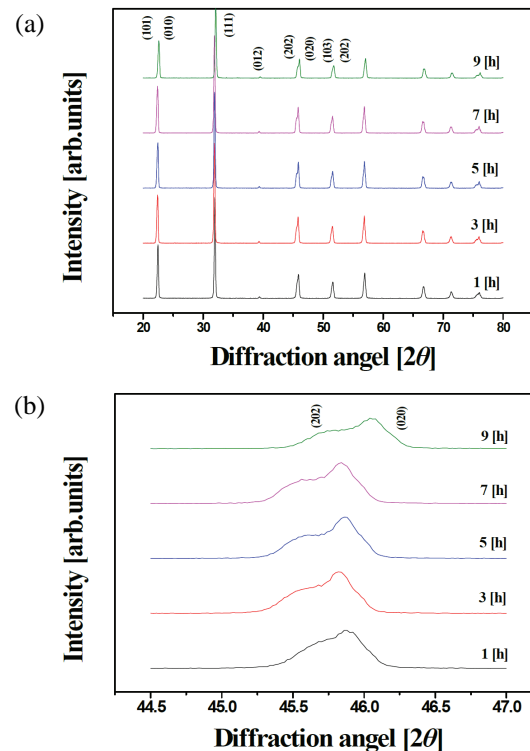 (a)
(101)
(010)
(111)
(012)
(202)
(020)
(103)
(202)
9 [h]
7 [h]
5 [h]
3 [h]
1 [h]
Intensity [arb.units]
20 30 40 50 60 70 80
Diffraction angel [2θ]
(b)
(202)
(020)
9 [h]
7 [h]
5 [h]
3 [h]
1 [h]
Intensity [arb.units]
44.5 45.0 45.5 46.0 46.5 47.0
Diffraction angel [2θ]